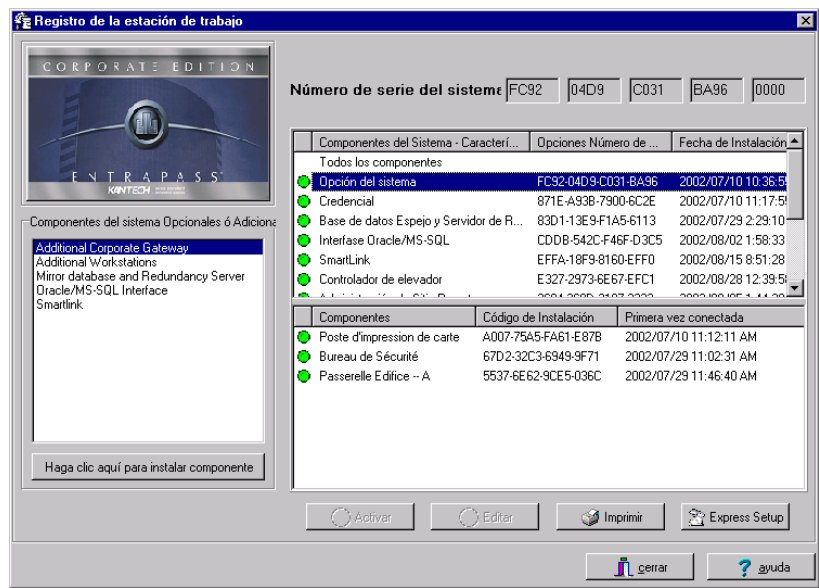 Registro de la estación de trabajo
CORPORATE EDITION
ENTRAPASS
KANTECH
Número de serie del sistema FC92 04D9 C031 BA96 0000
Componentes del Sistema - Caracterí... Opciones Número de ... Fecha de Instalación
Todos los componentes
Opción del sistema FC92-04D9-C031-BA96 2002/07/10 10:36:5
Credencial 871E-A93B-7900-6C2E 2002/07/10 11:17:5
Base de datos Espejo y Servidor de R... 83D1-13E9-F1A5-6113 2002/07/29 2:29:10
Interfase Oracle/MS-SQL CDDB-542C-F46F-D3C5 2002/08/02 1:58:33
SmartLink EFFA-18F9-8160-EFF0 2002/08/15 8:51:28
Controlador de elevador E327-2973-6E67-EFC1 2002/08/28 12:39:5
Componentes del sistema Opcionales ó Adiciona
Additional Corporate Gateway
Additional Workstations
Mirror database and Redundancy Server
Oracle/MS-SQL Interface
Smartlink
Haga clic aquí para instalar componente
Componentes Código de Instalación Primera vez conectada
Poste d'impression de carte A007-75A5-FA61-E87B 2002/07/10 11:12:11 AM
Bureau de Sécurité 67D2-32C3-6949-9F71 2002/07/29 11:02:31 AM
Passerelle Edifice -- A 5537-6E62-9CE5-036C 2002/07/29 11:46:40 AM
Activar Editar Imprimir Express Setup
cerrar ayuda